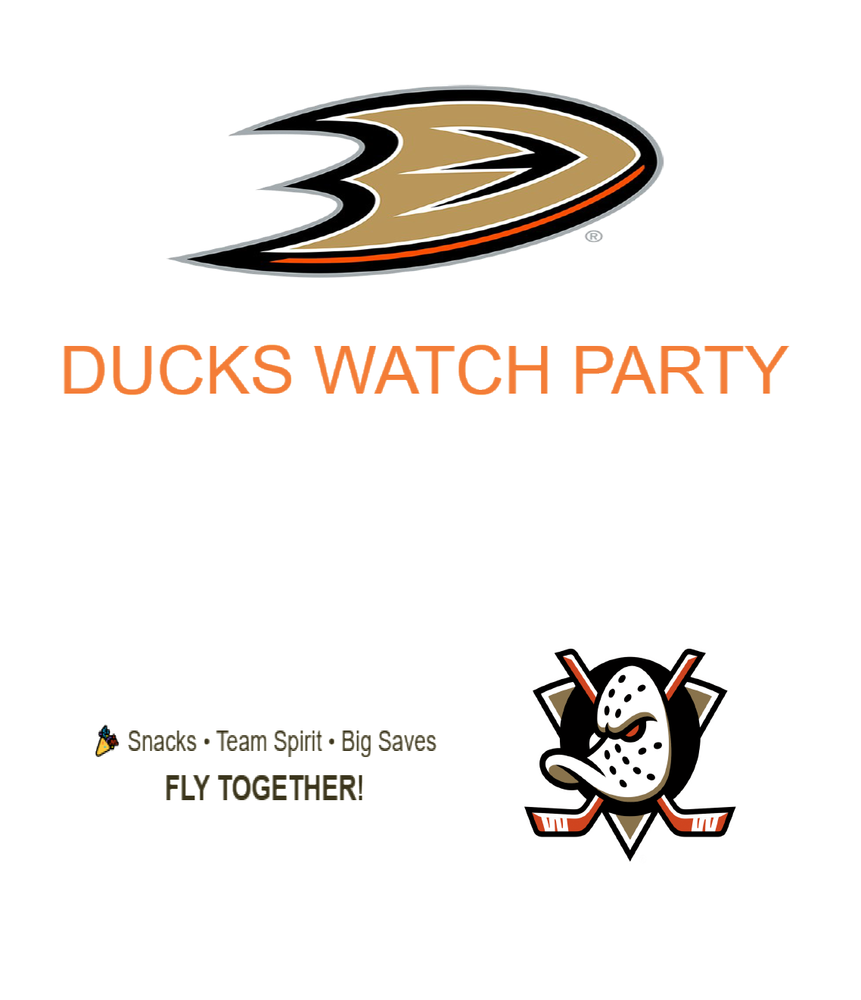 ®
DUCKS WATCH PARTY
🎉 Snacks • Team Spirit • Big Saves
FLY TOGETHER!